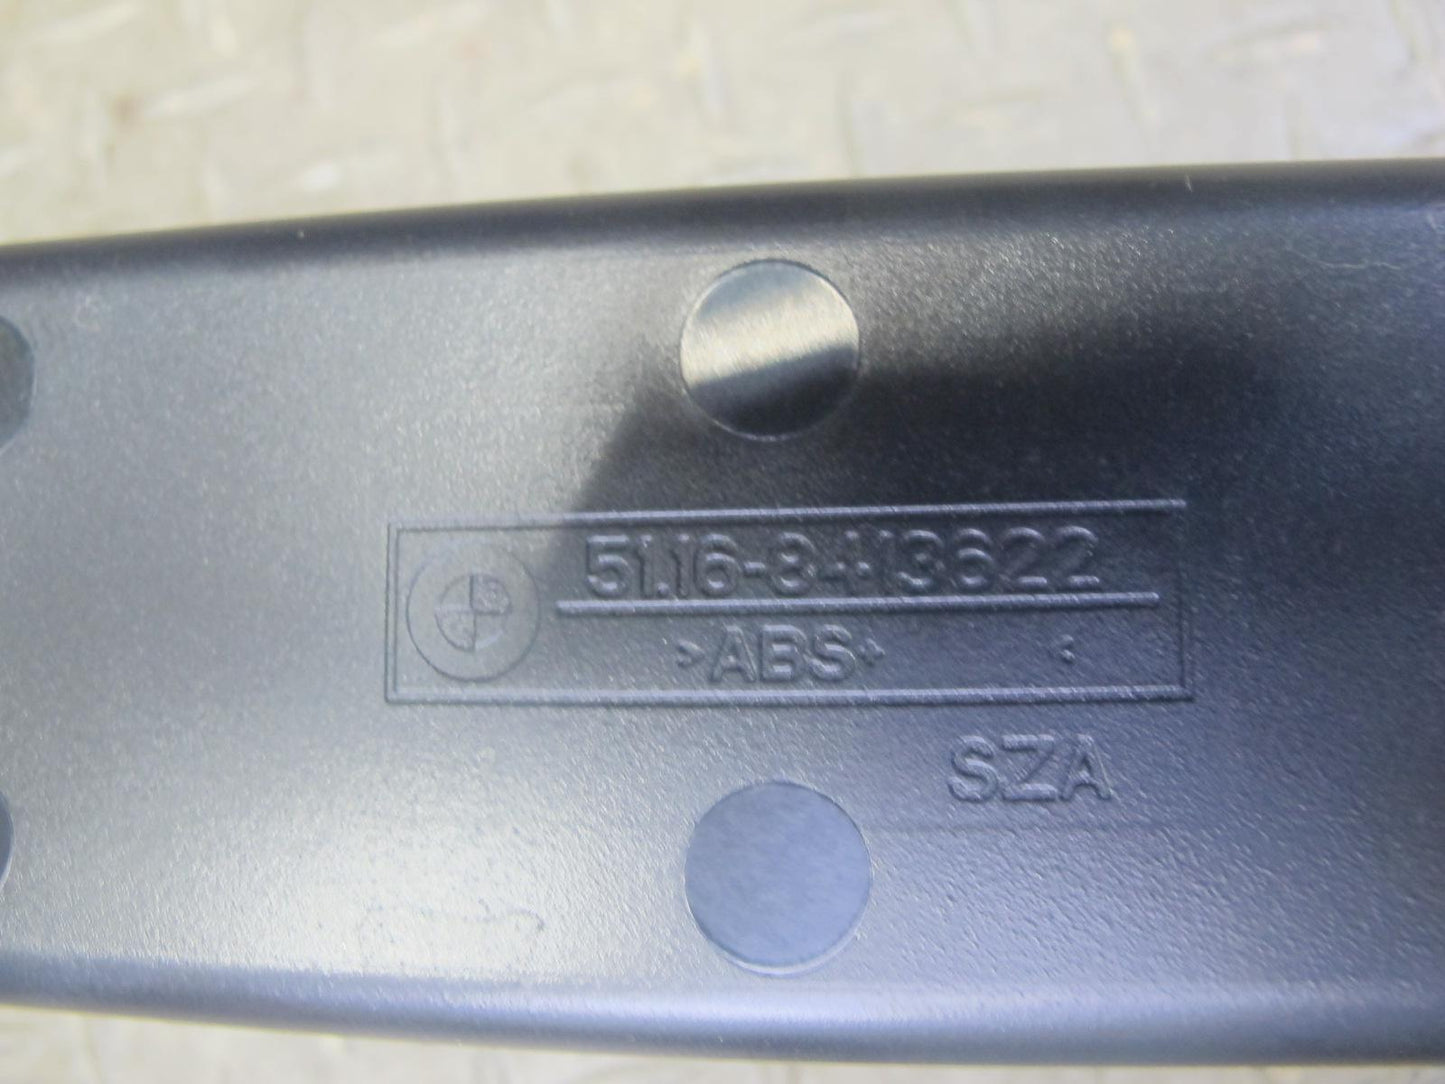 51.16-8413622
>ABS+ <
SZA